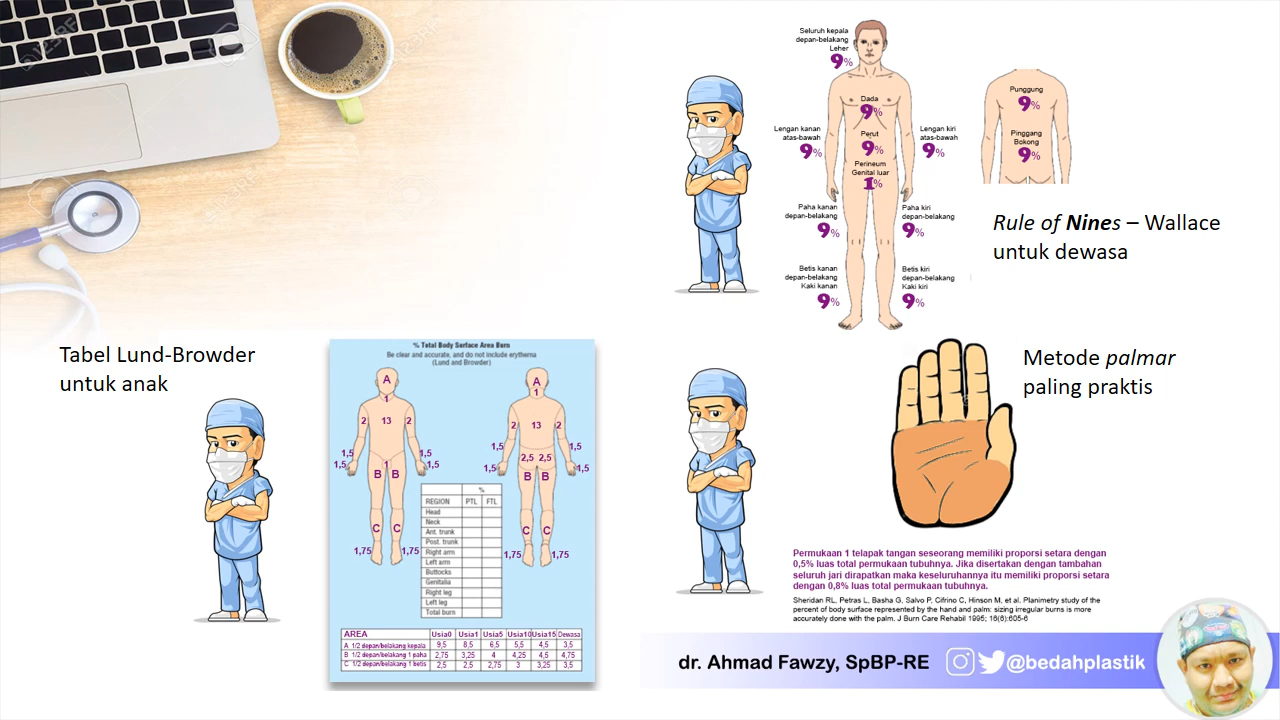 Seluruh kepala
depan-belakang
Leher
9%
Dada
9%
Lengan kanan
atas-bawah
9%
Perut
9%
Lengan kiri
atas-bawah
9%
Perineum
Genital luar
1%
Paha kanan
depan-belakang
9%
Paha kiri
depan-belakang
9%
Betis kanan
depan-belakang
Kaki kanan
9%
Betis kiri
depan-belakang
Kaki kiri
9%
Punggung
9%
Pinggang
Bokong
9%
Rule of Nines – Wallace
untuk dewasa
Tabel Lund-Browder
untuk anak
% Total Body Surface Area Burn
Be clear and accurate, and do not include erythema
(Lund and Browder)
A A
1 1
2 13 2 2 13 2
1,5 1,5 1,5 1,5
1,5 1,5 1,5 1,5
1 2,5 2,5
B B B B
C C C C
1,75 1,75 1,75 1,75
%
REGION PTL FTL
Head
Neck
Ant. trunk
Post. trunk
Right arm
Left arm
Buttocks
Genitalia
Right leg
Left leg
Total burn
AREA Usia0 Usia1 Usia5 Usia10 Usia15 Dewasa
A 1/2 depan/belakang kepala 9,5 8,5 6,5 5,5 4,5 3,5
B 1/2 depan/belakang 1 paha 2,75 3,25 4 4,25 4,5 4,75
C 1/2 depan/belakang 1 betis 2,5 2,5 2,75 3 3,25 3,5
Metode palmar
paling praktis
Permukaan 1 telapak tangan seseorang memiliki proporsi setara dengan
0,5% luas total permukaan tubuhnya. Jika disertakan dengan tambahan
seluruh jari dirapatkan maka keseluruhannya itu memiliki proporsi setara
dengan 0,8% luas total permukaan tubuhnya.
Sheridan RL, Petras L, Basha G, Salvo P, Cifrino C, Hinson M, et al. Planimetry study of the
percent of body surface represented by the hand and palm: sizing irregular burns is more
accurately done with the palm. J Burn Care Rehabil 1995; 16(6):605-6
dr. Ahmad Fawzy, SpBP-RE @bedahplastik